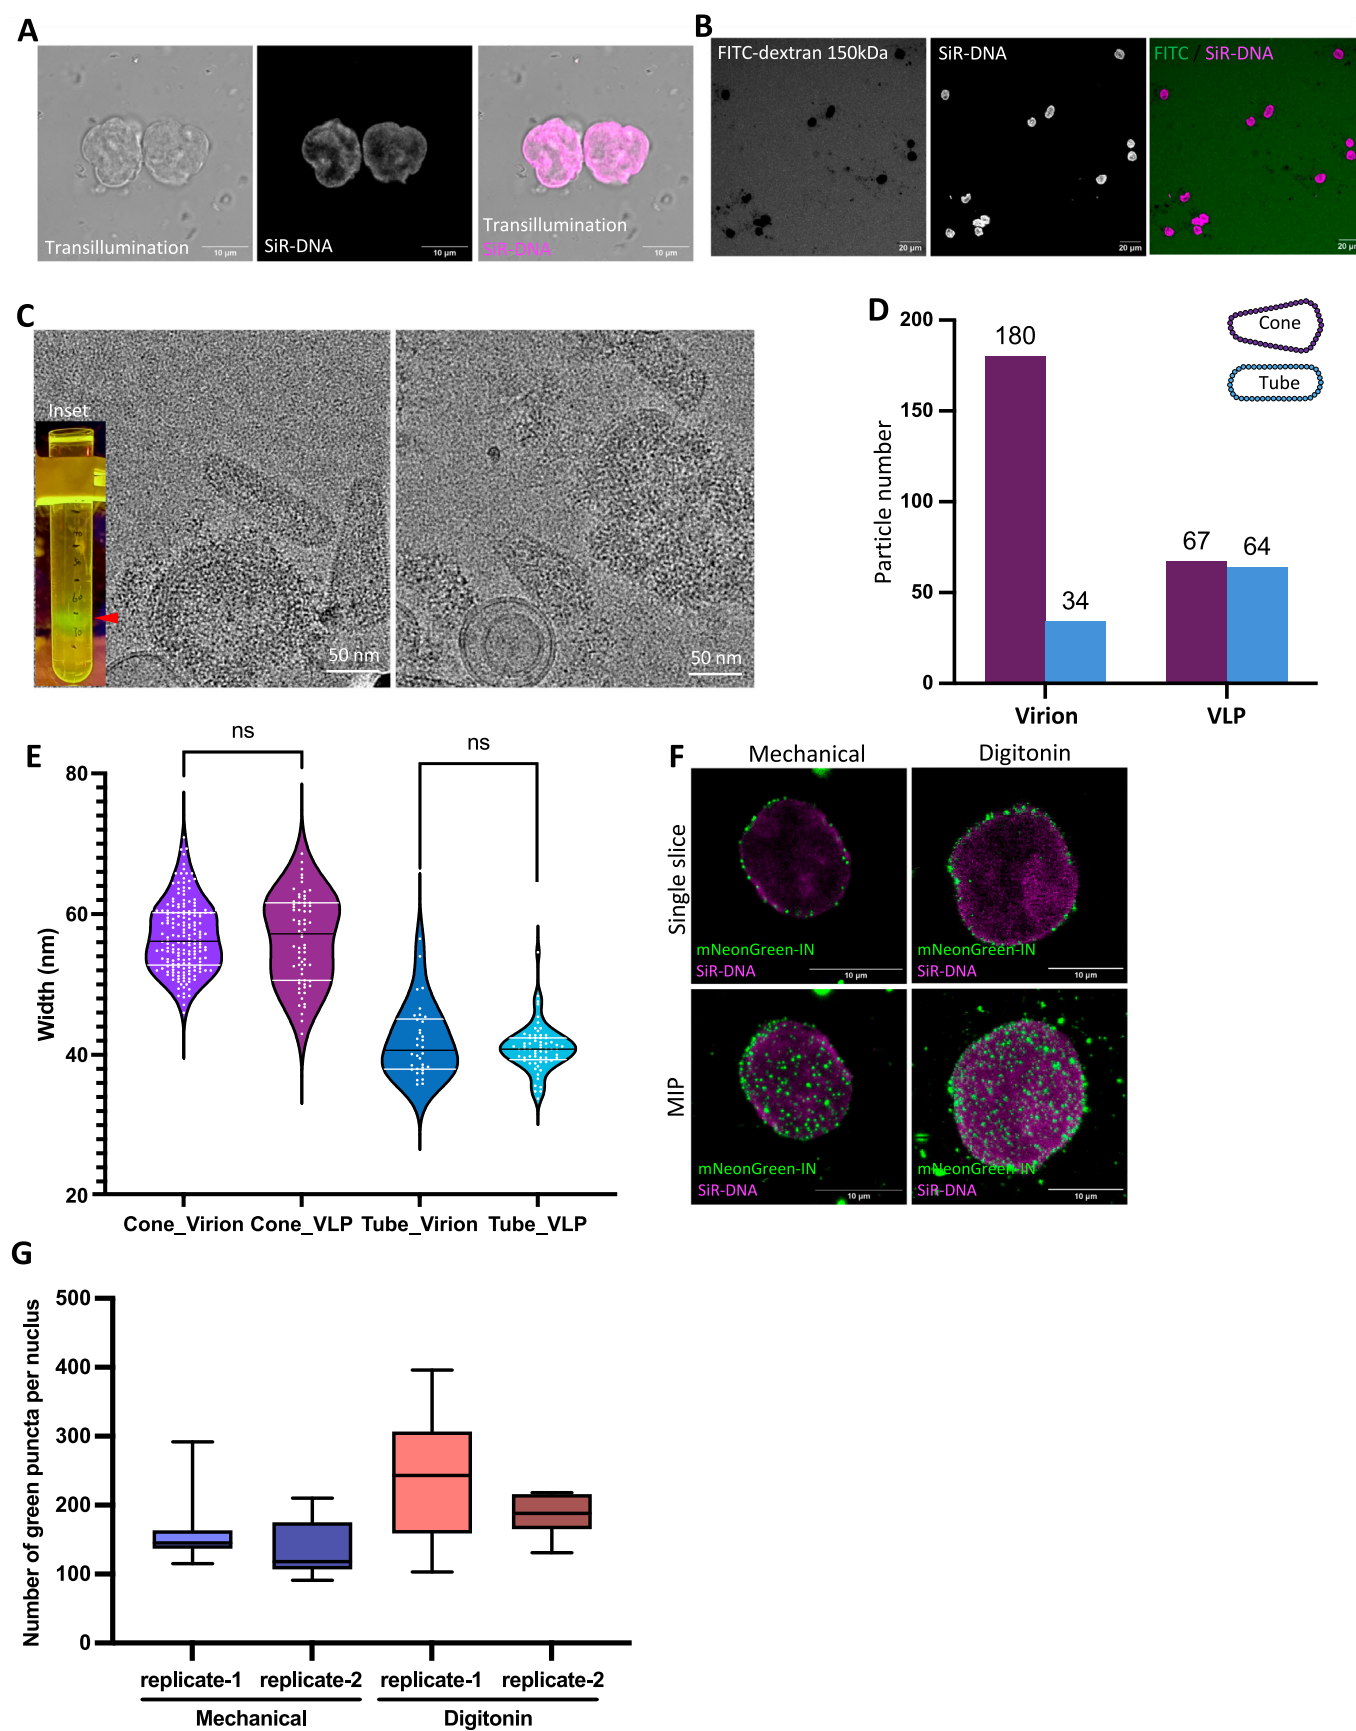 A
Transillumination
10 µm
SiR-DNA
10 µm
Transillumination
SiR-DNA
10 µm
B
FITC-dextran 150kDa
20 µm
SiR-DNA
20 µm
FITC / SiR-DNA
20 µm
C
Inset
60
70
50 nm
50 nm
D
Cone
Tube
Particle number
200
150
100
50
0
180
34
67
64
Virion
VLP
E
ns
ns
Width (nm)
80
60
40
20
Cone_Virion
Cone_VLP
Tube_Virion
Tube_VLP
F
Mechanical
Digitonin
Single slice
mNeonGreen-IN
SiR-DNA
10 µm
mNeonGreen-IN
SiR-DNA
10 µm
MIP
mNeonGreen-IN
SiR-DNA
10 µm
mNeonGreen-IN
SiR-DNA
10 µm
G
Number of green puncta per nuclus
500
400
300
200
100
0
replicate-1
replicate-2
replicate-1
replicate-2
Mechanical
Digitonin